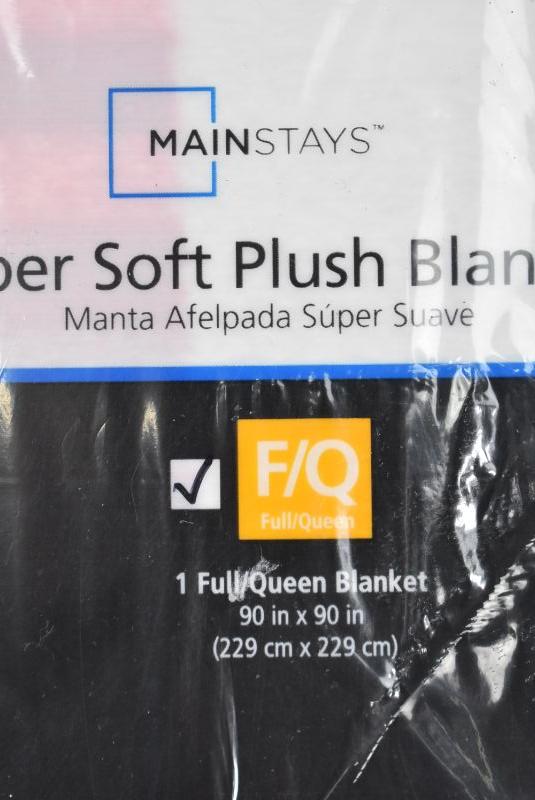 MAINSTAYS™
per Soft Plush Blan
Manta Afelpada Súper Suave
F/Q
Full/Queen
1 Full/Queen Blanket
90 in x 90 in
(229 cm x 229 cm)